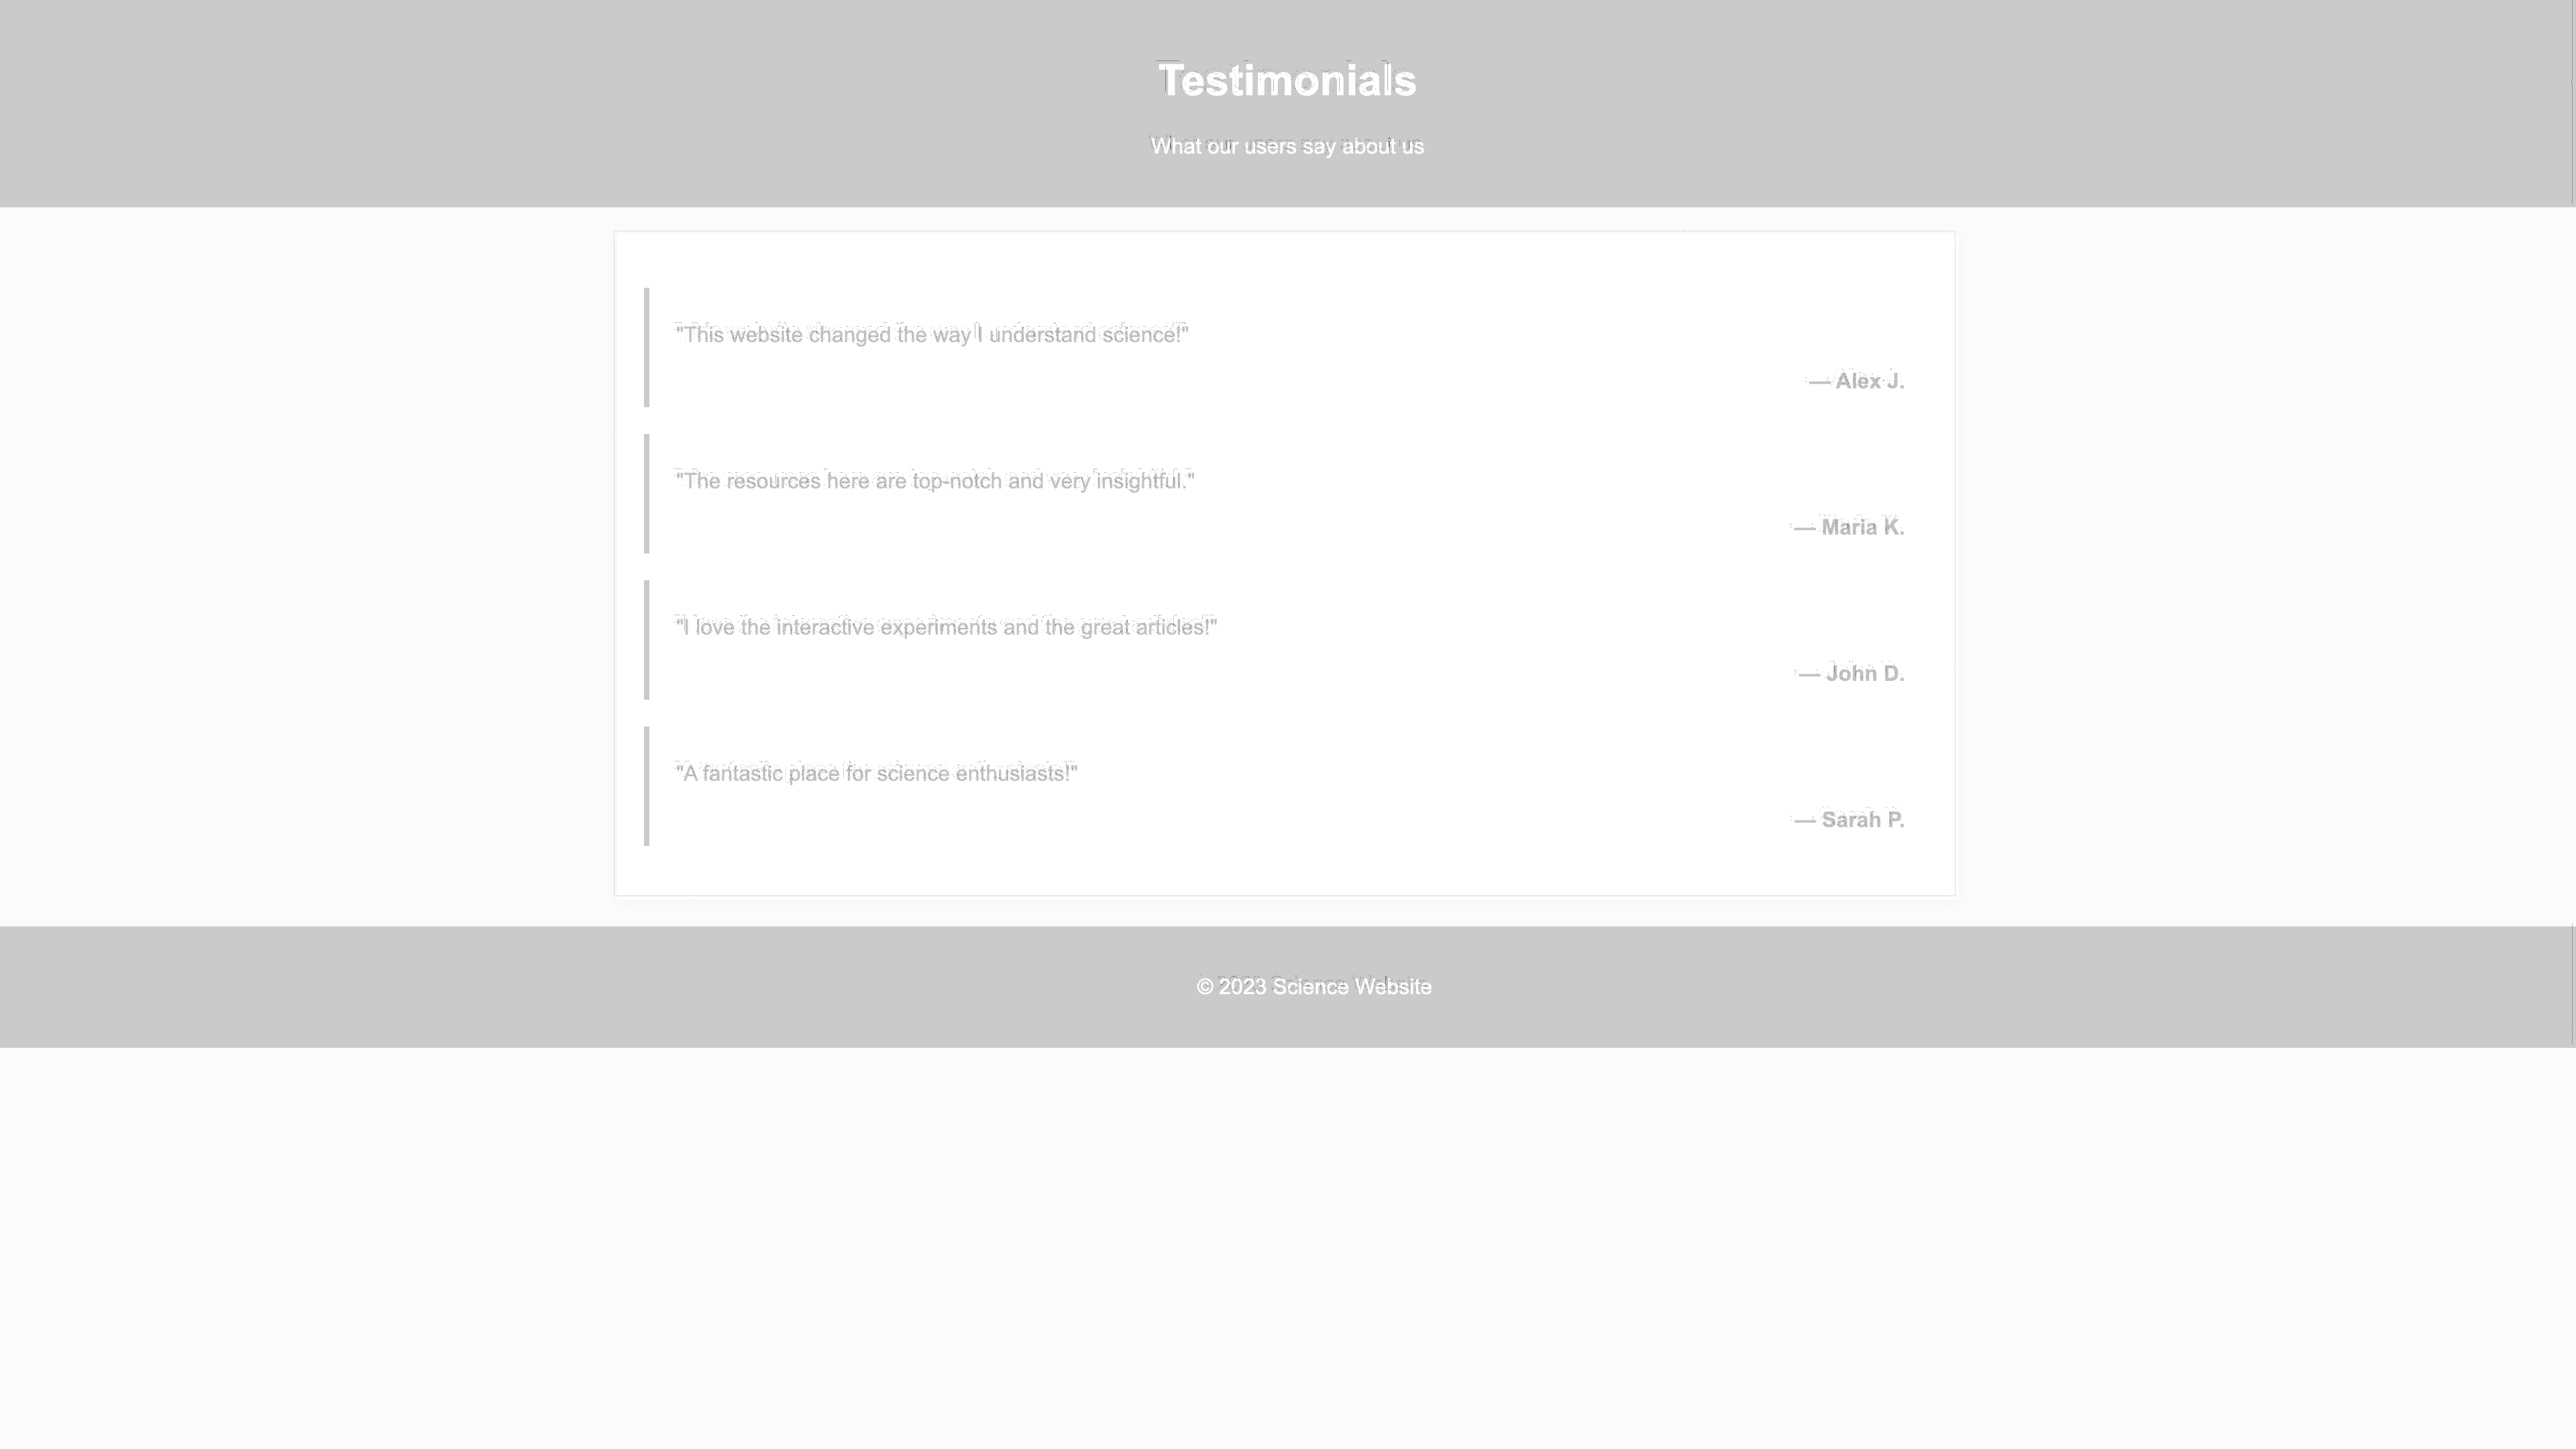 Testimonials
What our users say about us
"This website changed the way I understand science!"
— Alex J.
"The resources here are top-notch and very insightful."
— Maria K.
"I love the interactive experiments and the great articles!"
— John D.
"A fantastic place for science enthusiasts!"
— Sarah P.
© 2023 Science Website